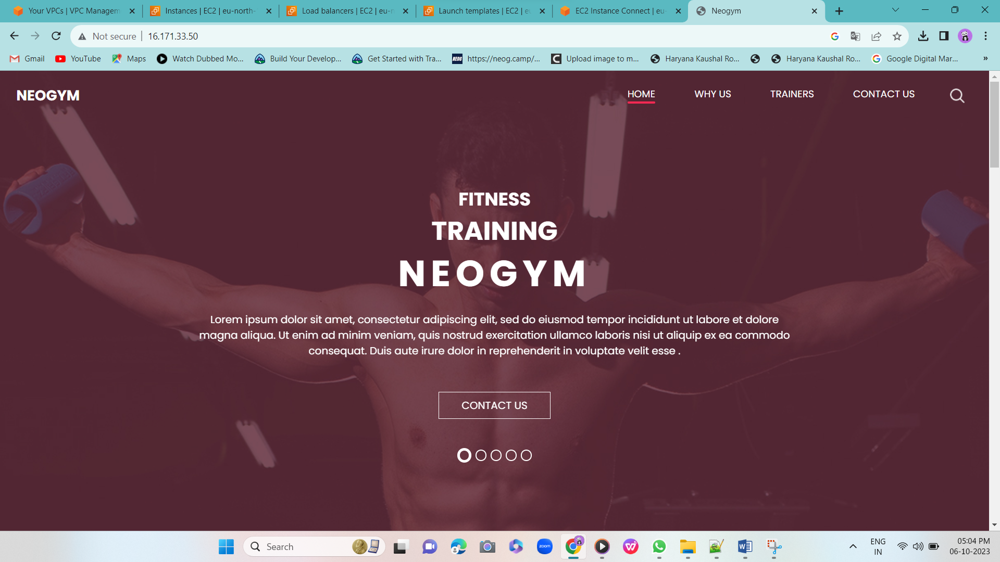 Your VPCs | VPC Managem
Instances | EC2 | eu-north-
Load balancers | EC2 | eu-n
Launch templates | EC2 | eu
EC2 Instance Connect | eu-
Neogym
Not secure | 16.171.33.50
Gmail
YouTube
Maps
Watch Dubbed Mo...
Build Your Develop...
Get Started with Tra...
NEOG
https://neog.camp/...
Upload image to m...
Haryana Kaushal Ro...
Haryana Kaushal Ro...
Google Digital Mar...
»
NEOGYM
HOME
WHY US
TRAINERS
CONTACT US
FITNESS
TRAINING
NEOGYM
Lorem ipsum dolor sit amet, consectetur adipiscing elit, sed do eiusmod tempor incididunt ut labore et dolore
magna aliqua. Ut enim ad minim veniam, quis nostrud exercitation ullamco laboris nisi ut aliquip ex ea commodo
consequat. Duis aute irure dolor in reprehenderit in voluptate velit esse .
CONTACT US
Search
zoom
ENG
IN
05:04 PM
06-10-2023